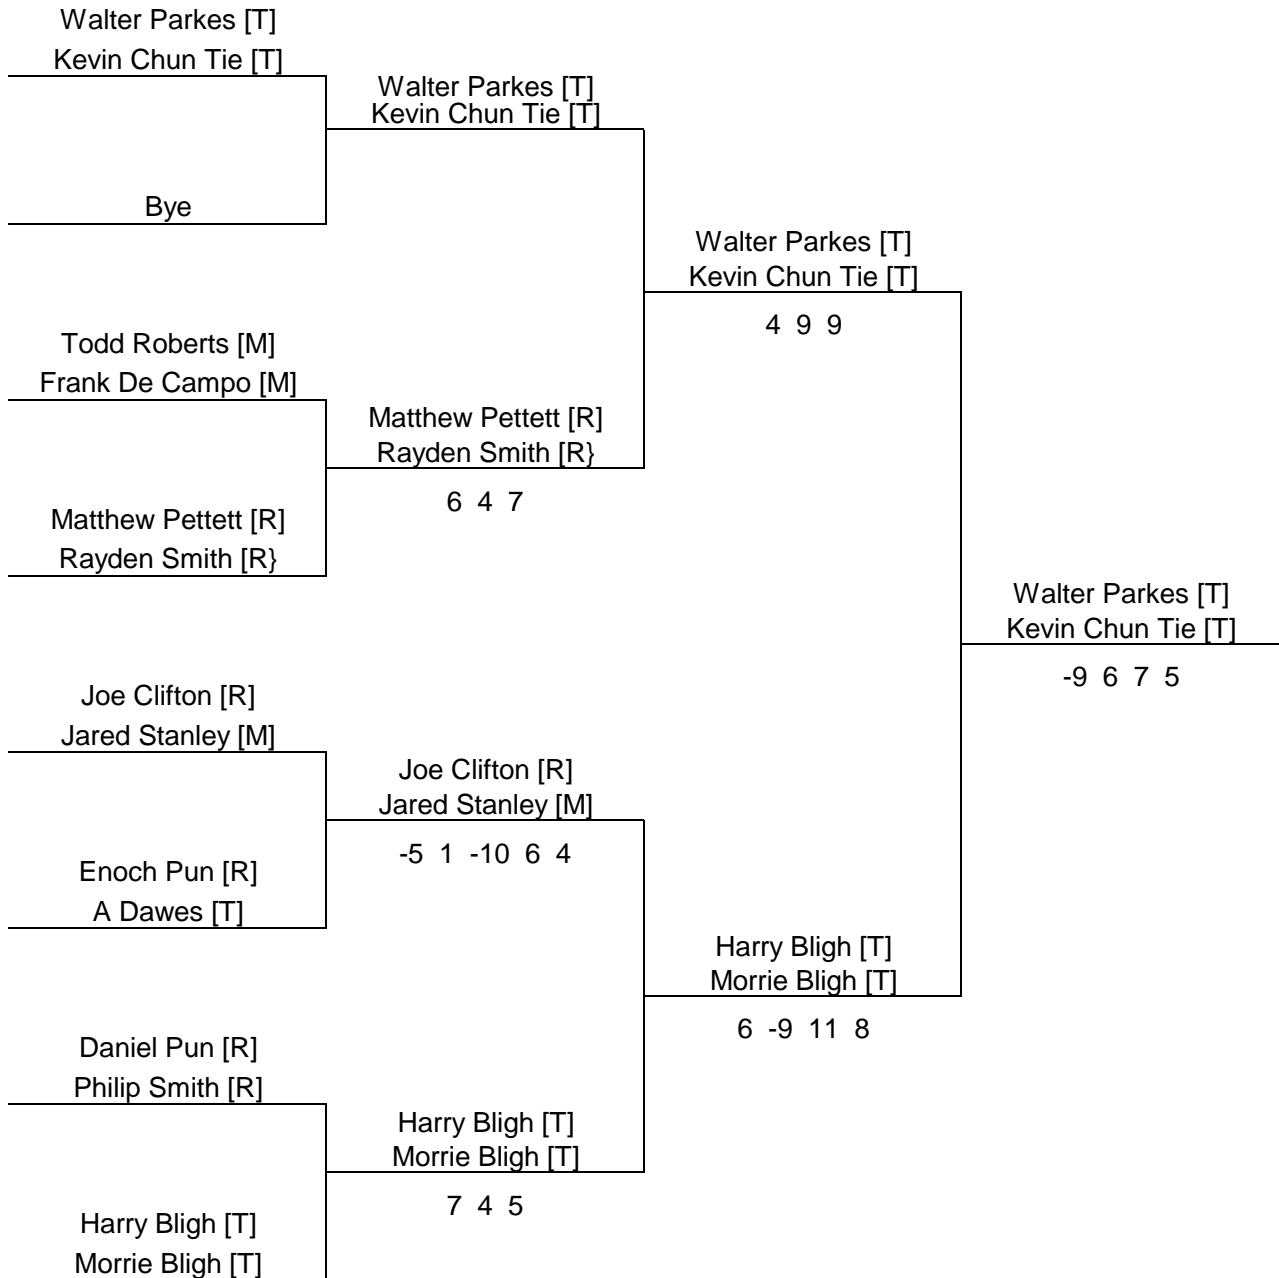 Walter Parkes [T]
Kevin Chun Tie [T]
Walter Parkes [T]
Kevin Chun Tie [T]
Bye
Walter Parkes [T]
Kevin Chun Tie [T]
4 9 9
Todd Roberts [M]
Frank De Campo [M]
Matthew Pettett [R]
Rayden Smith [R}
6 4 7
Matthew Pettett [R]
Rayden Smith [R}
Walter Parkes [T]
Kevin Chun Tie [T]
-9 6 7 5
Joe Clifton [R]
Jared Stanley [M]
Joe Clifton [R]
Jared Stanley [M]
-5 1 -10 6 4
Enoch Pun [R]
A Dawes [T]
Harry Bligh [T]
Morrie Bligh [T]
6 -9 11 8
Daniel Pun [R]
Philip Smith [R]
Harry Bligh [T]
Morrie Bligh [T]
7 4 5
Harry Bligh [T]
Morrie Bligh [T]